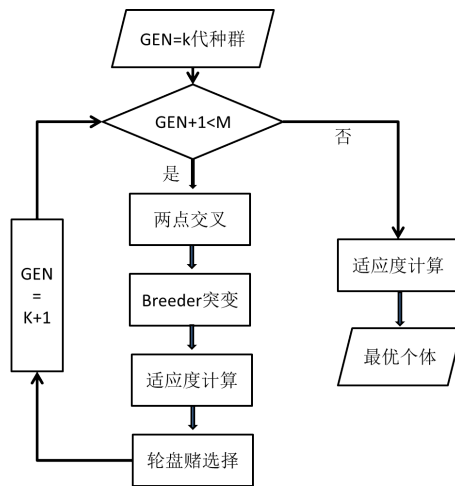 GEN=k代种群
GEN+1<M
是
否
两点交叉
Breeder突变
适应度计算
轮盘赌选择
GEN
=
K+1
适应度计算
最优个体